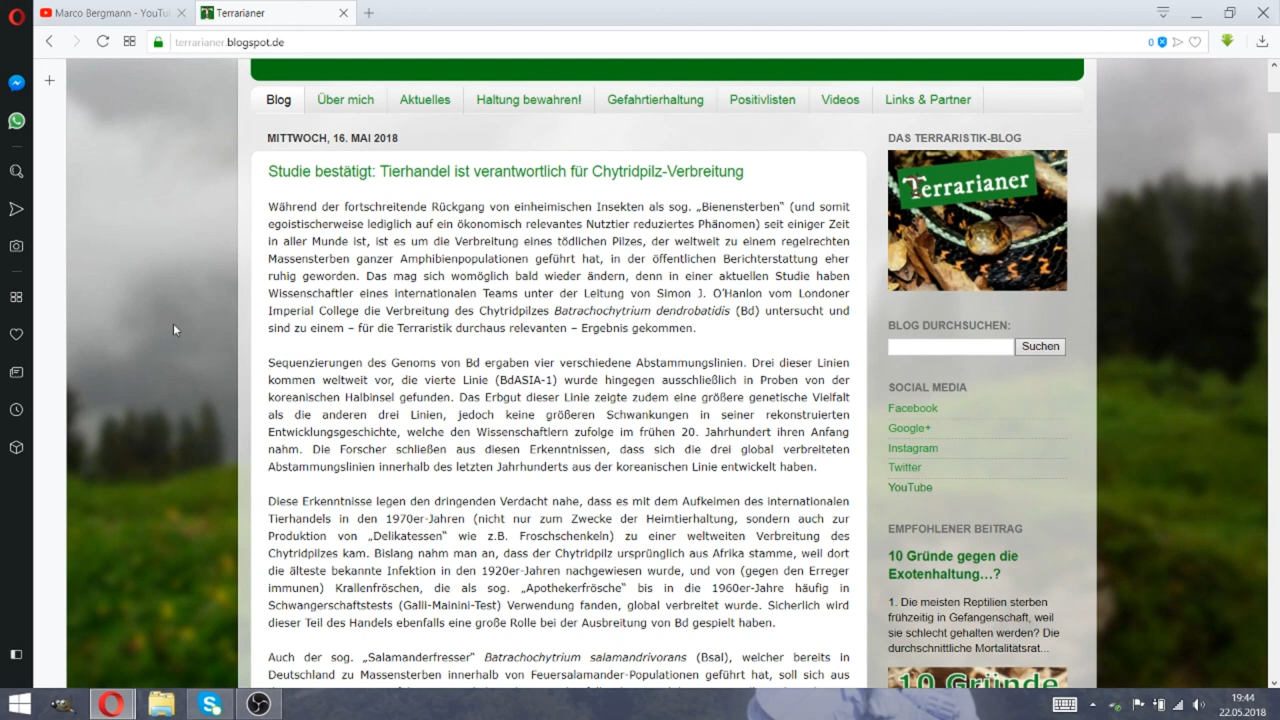 Marco Bergmann - YouTu
Terrarianer
terrarianer.blogspot.de
0
Blog
Über mich
Aktuelles
Haltung bewahren!
Gefahrtierhaltung
Positivlisten
Videos
Links & Partner
MITTWOCH, 16. MAI 2018
Studie bestätigt: Tierhandel ist verantwortlich für Chytridpilz-Verbreitung
Während der fortschreitende Rückgang von einheimischen Insekten als sog. „Bienensterben" (und somit
egoistischerweise lediglich auf ein ökonomisch relevantes Nutztier reduziertes Phänomen) seit einiger Zeit
in aller Munde ist, ist es um die Verbreitung eines tödlichen Pilzes, der weltweit zu einem regelrechten
Massensterben ganzer Amphibienpopulationen geführt hat, in der öffentlichen Berichterstattung eher
ruhig geworden. Das mag sich womöglich bald wieder ändern, denn in einer aktuellen Studie haben
Wissenschaftler eines internationalen Teams unter der Leitung von Simon J. O'Hanlon vom Londoner
Imperial College die Verbreitung des Chytridpilzes Batrachochytrium dendrobatidis (Bd) untersucht und
sind zu einem – für die Terraristik durchaus relevanten – Ergebnis gekommen.
Sequenzierungen des Genoms von Bd ergaben vier verschiedene Abstammungslinien. Drei dieser Linien
kommen weltweit vor, die vierte Linie (BdASIA-1) wurde hingegen ausschließlich in Proben von der
koreanischen Halbinsel gefunden. Das Erbgut dieser Linie zeigte zudem eine größere genetische Vielfalt
als die anderen drei Linien, jedoch keine größeren Schwankungen in seiner rekonstruierten
Entwicklungsgeschichte, welche den Wissenschaftlern zufolge im frühen 20. Jahrhundert ihren Anfang
nahm. Die Forscher schließen aus diesen Erkenntnissen, dass sich die drei global verbreiteten
Abstammungslinien innerhalb des letzten Jahrhunderts aus der koreanischen Linie entwickelt haben.
Diese Erkenntnisse legen den dringenden Verdacht nahe, dass es mit dem Aufkeimen des internationalen
Tierhandels in den 1970er-Jahren (nicht nur zum Zwecke der Heimtierhaltung, sondern auch zur
Produktion von „Delikatessen" wie z.B. Froschschenkeln) zu einer weltweiten Verbreitung des
Chytridpilzes kam. Bislang nahm man an, dass der Chytridpilz ursprünglich aus Afrika stamme, weil dort
die älteste bekannte Infektion in den 1920er-Jahren nachgewiesen wurde, und von (gegen den Erreger
immunen) Krallenfröschen, die als sog. „Apothekerfrösche" bis in die 1960er-Jahre häufig in
Schwangerschaftstests (Galli-Mainini-Test) Verwendung fanden, global verbreitet wurde. Sicherlich wird
dieser Teil des Handels ebenfalls eine große Rolle bei der Ausbreitung von Bd gespielt haben.
Auch der sog. „Salamanderfresser" Batrachochytrium salamandrivorans (Bsal), welcher bereits in
Deutschland zu Massensterben innerhalb von Feuersalamander-Populationen geführt hat, soll sich aus
DAS TERRARISTIK-BLOG
Terrarianer
BLOG DURCHSUCHEN:
Suchen
SOCIAL MEDIA
Facebook
Google+
Instagram
Twitter
YouTube
EMPFOHLENER BEITRAG
10 Gründe gegen die
Exotenhaltung...?
1. Die meisten Reptilien sterben
frühzeitig in Gefangenschaft, weil
sie schlecht gehalten werden? Die
durchschnittliche Mortalitätsrat...
10 Gründe
19:44
22.05.2018